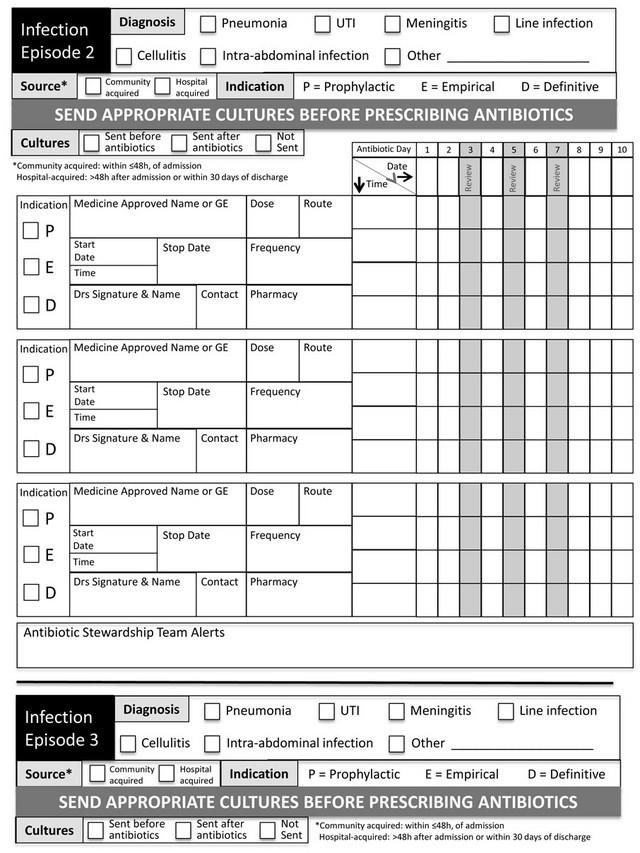 Infection
Episode 2
Diagnosis Pneumonia UTI Meningitis Line infection
Cellulitis Intra-abdominal infection Other
Source* Community acquired Hospital acquired Indication P = Prophylactic E = Empirical D = Definitive
SEND APPROPRIATE CULTURES BEFORE PRESCRIBING ANTIBIOTICS
Cultures Sent before antibiotics Sent after antibiotics Not Sent
*Community acquired: within ≤48h, of admission
Hospital-acquired: >48h after admission or within 30 days of discharge
Antibiotic Day 1 2 3 4 5 6 7 8 9 10
Date
Time
Review Review Review
Indication Medicine Approved Name or GE Dose Route
P
Start Date Stop Date Frequency
E
Time
Drs Signature & Name Contact Pharmacy
D
Indication Medicine Approved Name or GE Dose Route
P
Start Date Stop Date Frequency
E
Time
Drs Signature & Name Contact Pharmacy
D
Indication Medicine Approved Name or GE Dose Route
P
Start Date Stop Date Frequency
E
Time
Drs Signature & Name Contact Pharmacy
D
Antibiotic Stewardship Team Alerts
Infection
Episode 3
Diagnosis Pneumonia UTI Meningitis Line infection
Cellulitis Intra-abdominal infection Other
Source* Community acquired Hospital acquired Indication P = Prophylactic E = Empirical D = Definitive
SEND APPROPRIATE CULTURES BEFORE PRESCRIBING ANTIBIOTICS
Cultures Sent before antibiotics Sent after antibiotics Not Sent
*Community acquired: within ≤48h, of admission
Hospital-acquired: >48h after admission or within 30 days of discharge